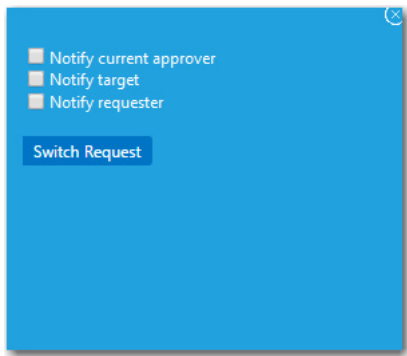 Notify current approver
Notify target
Notify requester
Switch Request